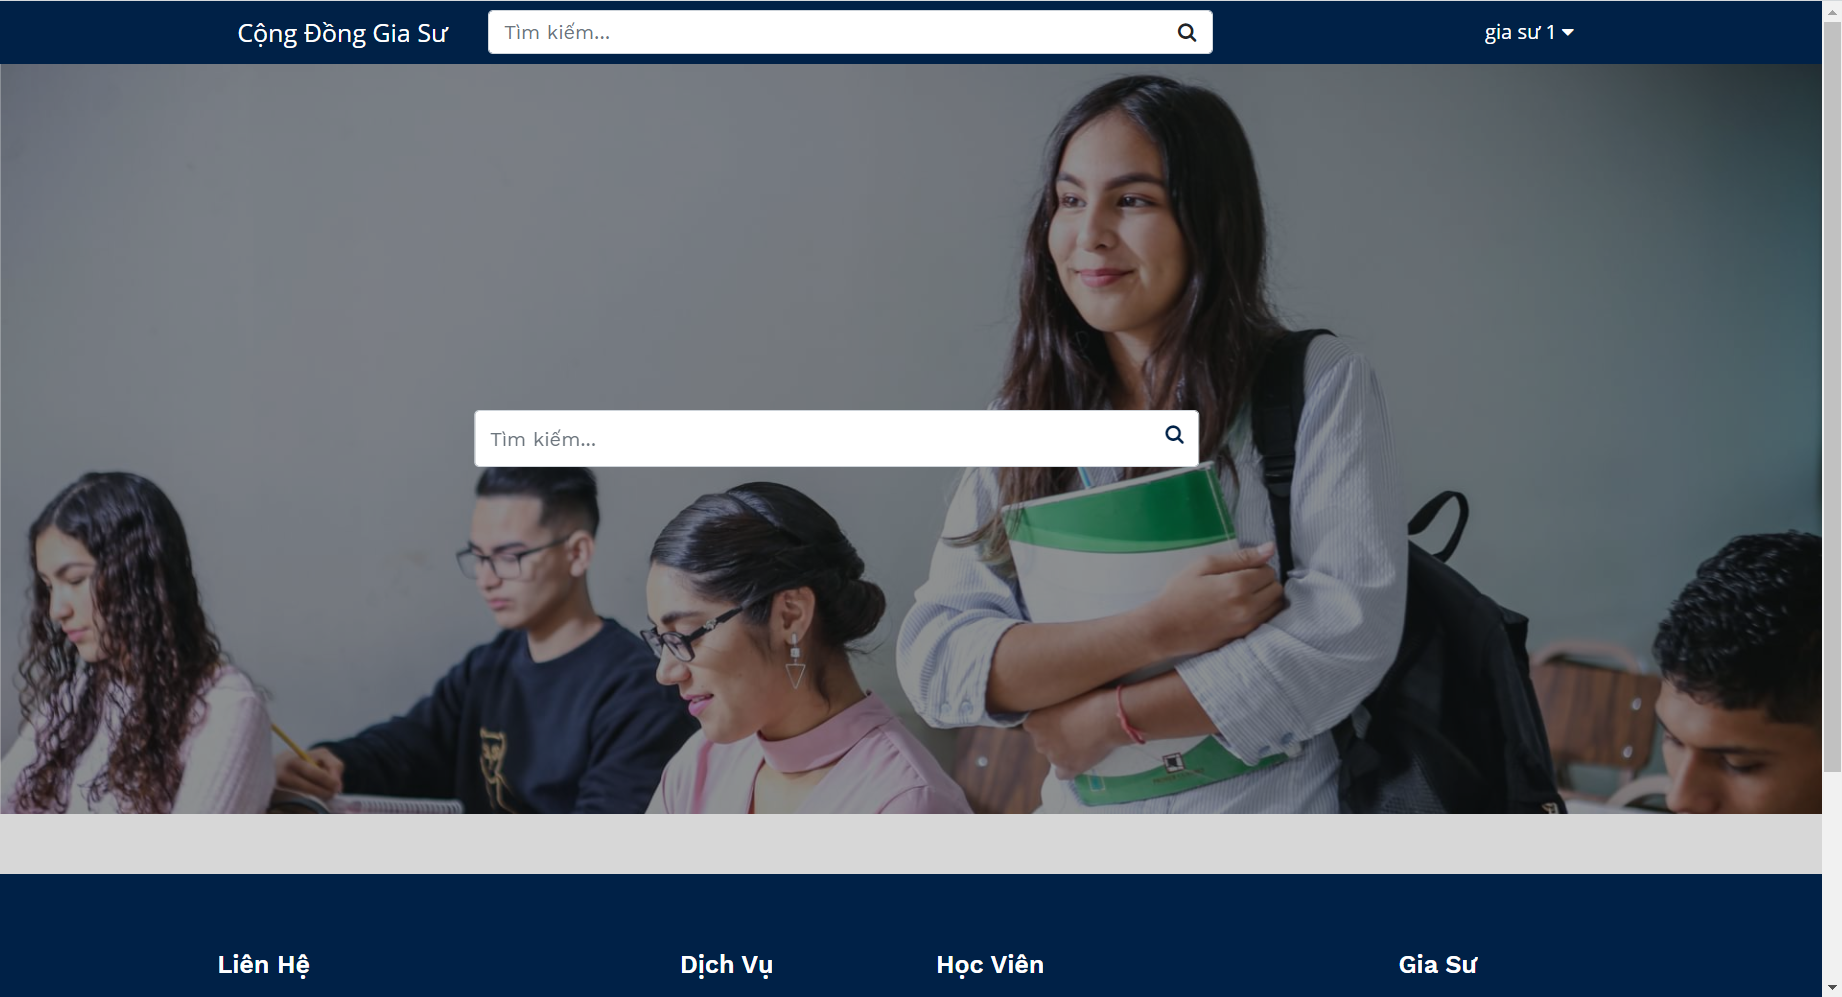 Cộng Đồng Gia Sư
Tìm kiếm...
gia sư 1
Tìm kiếm...
Liên Hệ
Dịch Vụ
Học Viên
Gia Sư